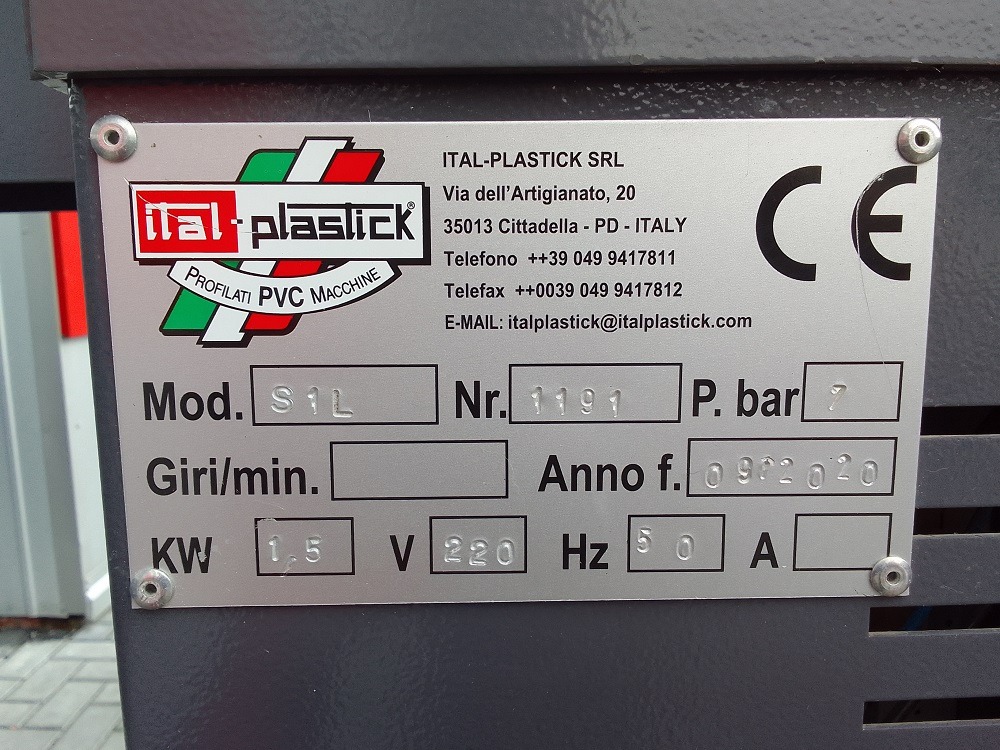 ital-plastick®
PROFILATI PVC MACCHINE
ITAL-PLASTICK SRL
Via dell'Artigianato, 20
35013 Cittadella - PD - ITALY
Telefono ++39 049 9417811
Telefax ++0039 049 9417812
E-MAIL: italplastick@italplastick.com
CE
Mod. S1L Nr. 1191 P. bar 7
Giri/min. Anno f.
KW 1,5 V 220 Hz 50 A